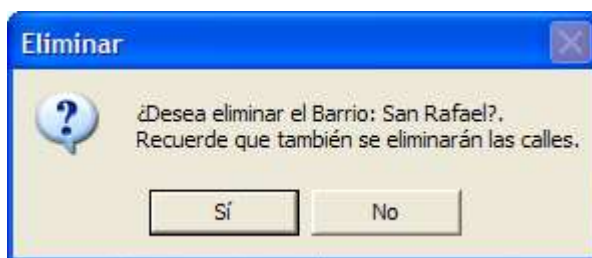 Eliminar
¿Desea eliminar el Barrio: San Rafael?.
Recuerde que también se eliminarán las calles.
Sí No